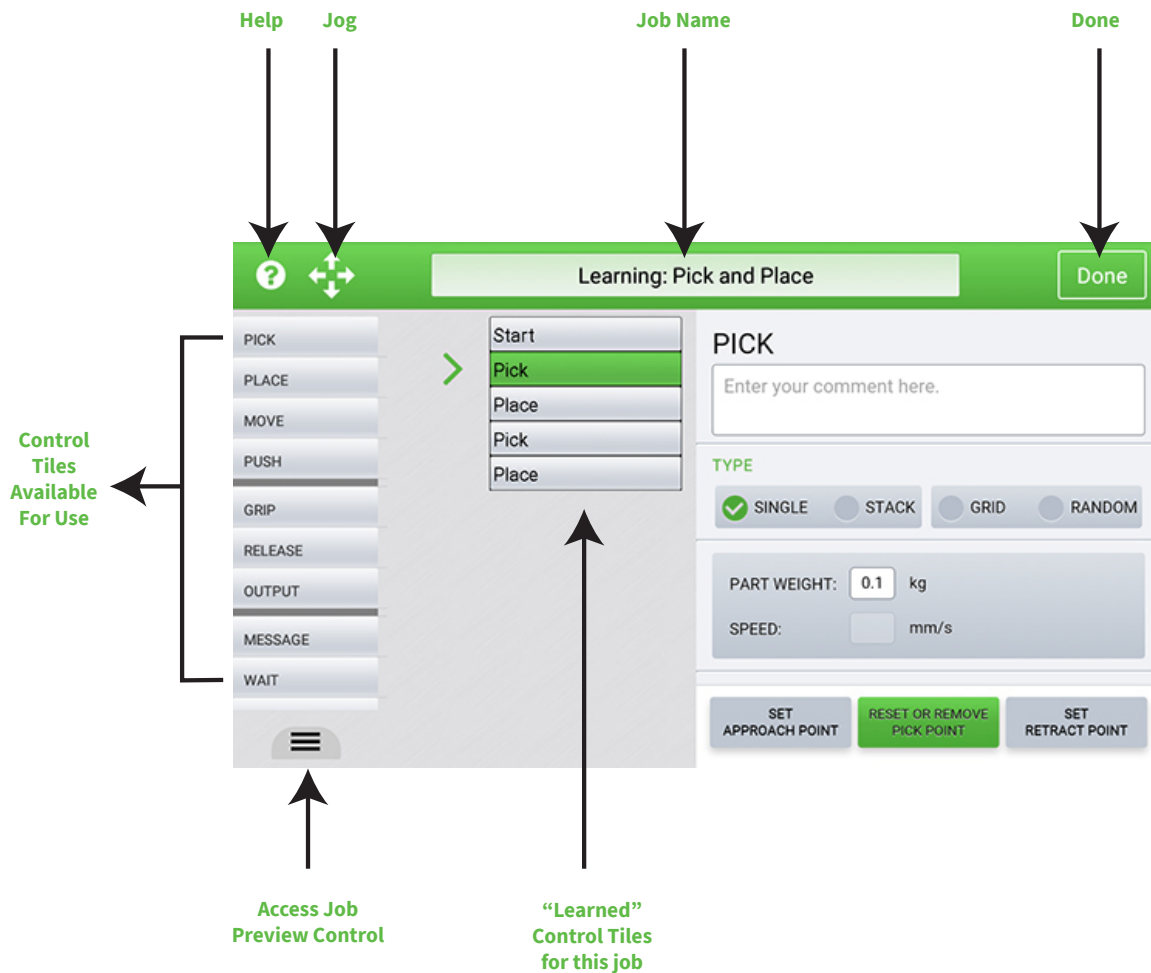 Help
Jog
Job Name
Done
Learning: Pick and Place
Done
PICK
PLACE
MOVE
PUSH
GRIP
RELEASE
OUTPUT
MESSAGE
WAIT
Control
Tiles
Available
For Use
Start
Pick
Place
Pick
Place
PICK
Enter your comment here.
TYPE
SINGLE STACK GRID RANDOM
PART WEIGHT: 0.1 kg
SPEED: mm/s
SET
APPROACH POINT
RESET OR REMOVE
PICK POINT
SET
RETRACT POINT
Access Job
Preview Control
“Learned”
Control Tiles
for this job